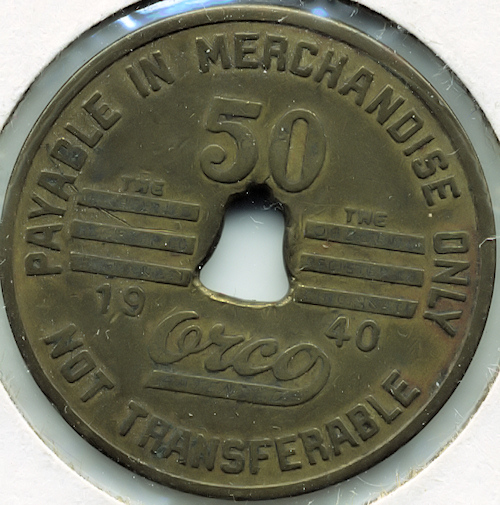 PAYABLE IN MERCHANDISE ONLY
50
THE
THE
19 40
Orco
NOT TRANSFERABLE